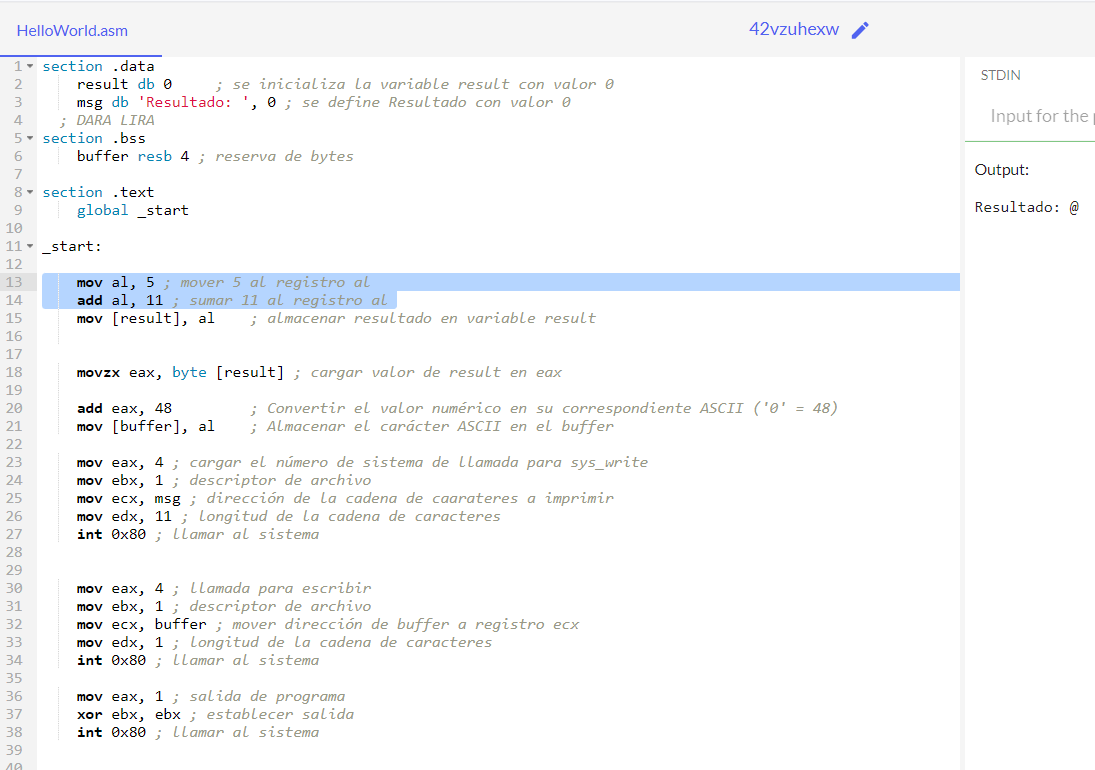 HelloWorld.asm
42vzuhexw
1 section .data
2 result db 0 ; se inicializa la variable result con valor 0
3 msg db 'Resultado: ', 0 ; se define Resultado con valor 0
4 ; DARA LIRA
5 section .bss
6 buffer resb 4 ; reserva de bytes
7
8 section .text
9 global _start
10
11 _start:
12
13 mov al, 5 ; mover 5 al registro al
14 add al, 11 ; sumar 11 al registro al
15 mov [result], al ; almacenar resultado en variable result
16
17
18 movzx eax, byte [result] ; cargar valor de result en eax
19
20 add eax, 48 ; Convertir el valor numérico en su correspondiente ASCII ('0' = 48)
21 mov [buffer], al ; Almacenar el carácter ASCII en el buffer
22
23 mov eax, 4 ; cargar el número de sistema de llamada para sys_write
24 mov ebx, 1 ; descriptor de archivo
25 mov ecx, msg ; dirección de la cadena de caarateres a imprimir
26 mov edx, 11 ; longitud de la cadena de caracteres
27 int 0x80 ; llamar al sistema
28
29
30 mov eax, 4 ; llamada para escribir
31 mov ebx, 1 ; descriptor de archivo
32 mov ecx, buffer ; mover dirección de buffer a registro ecx
33 mov edx, 1 ; longitud de la cadena de caracteres
34 int 0x80 ; llamar al sistema
35
36 mov eax, 1 ; salida de programa
37 xor ebx, ebx ; establecer salida
38 int 0x80 ; llamar al sistema
39
40
STDIN
Input for the
Output:
Resultado: @